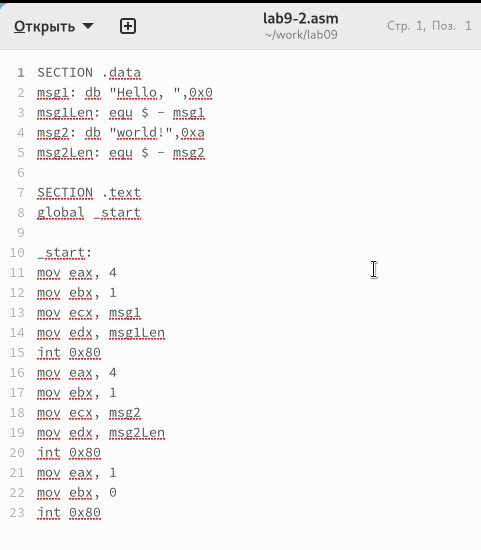 Открыть
lab9-2.asm
~/work/lab09
Стр. 1, Поз. 1
1 SECTION .data
2 msg1: db "Hello, ",0x0
3 msg1Len: equ $ - msg1
4 msg2: db "world!",0xa
5 msg2Len: equ $ - msg2
6
7 SECTION .text
8 global _start
9
10 _start:
11 mov eax, 4
12 mov ebx, 1
13 mov ecx, msg1
14 mov edx, msg1Len
15 int 0x80
16 mov eax, 4
17 mov ebx, 1
18 mov ecx, msg2
19 mov edx, msg2Len
20 int 0x80
21 mov eax, 1
22 mov ebx, 0
23 int 0x80